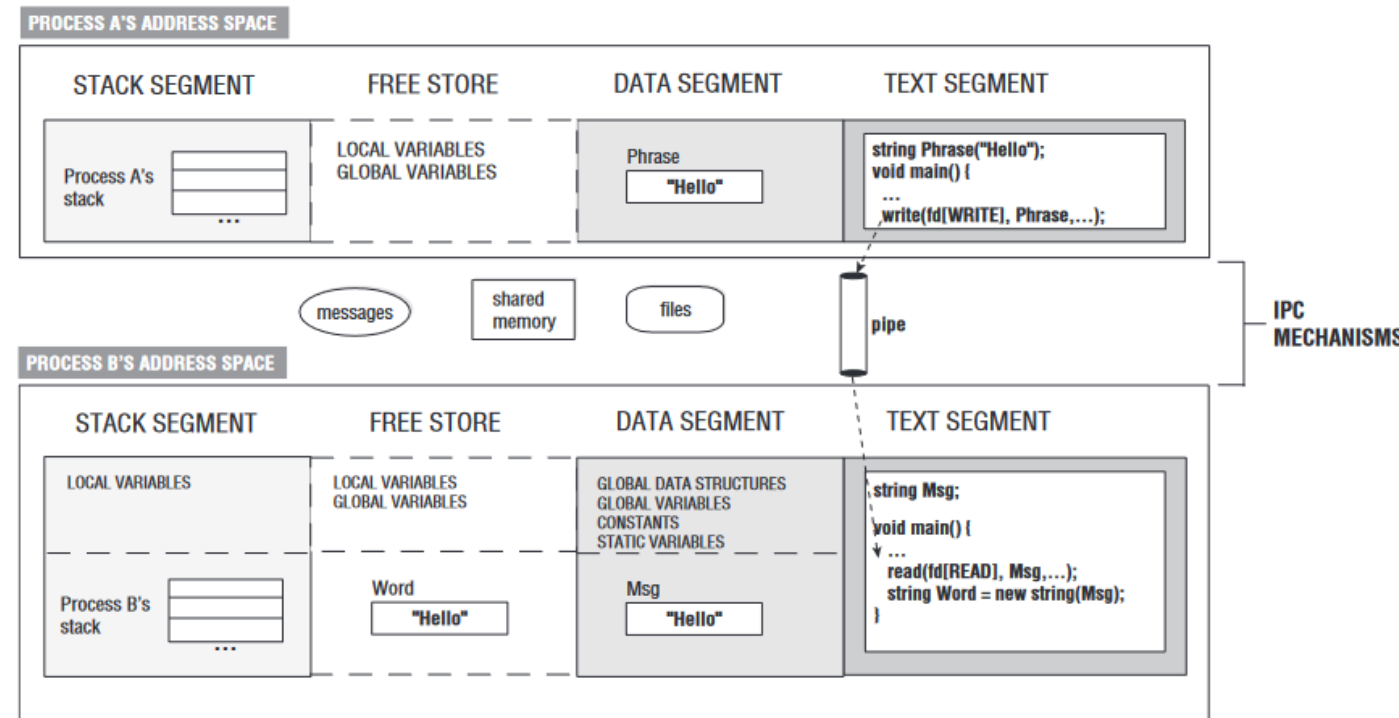 PROCESS A'S ADDRESS SPACE
STACK SEGMENT
FREE STORE
DATA SEGMENT
TEXT SEGMENT
Process A's
stack
...
LOCAL VARIABLES
GLOBAL VARIABLES
Phrase
"Hello"
string Phrase("Hello");
void main() {
...
write(fd[WRITE], Phrase,...);
messages
shared
memory
files
pipe
IPC
MECHANISMS
PROCESS B'S ADDRESS SPACE
STACK SEGMENT
FREE STORE
DATA SEGMENT
TEXT SEGMENT
LOCAL VARIABLES
Process B's
stack
...
LOCAL VARIABLES
GLOBAL VARIABLES
Word
"Hello"
GLOBAL DATA STRUCTURES
GLOBAL VARIABLES
CONSTANTS
STATIC VARIABLES
Msg
"Hello"
string Msg;
void main() {
...
read(fd[READ], Msg,...);
string Word = new string(Msg);
}